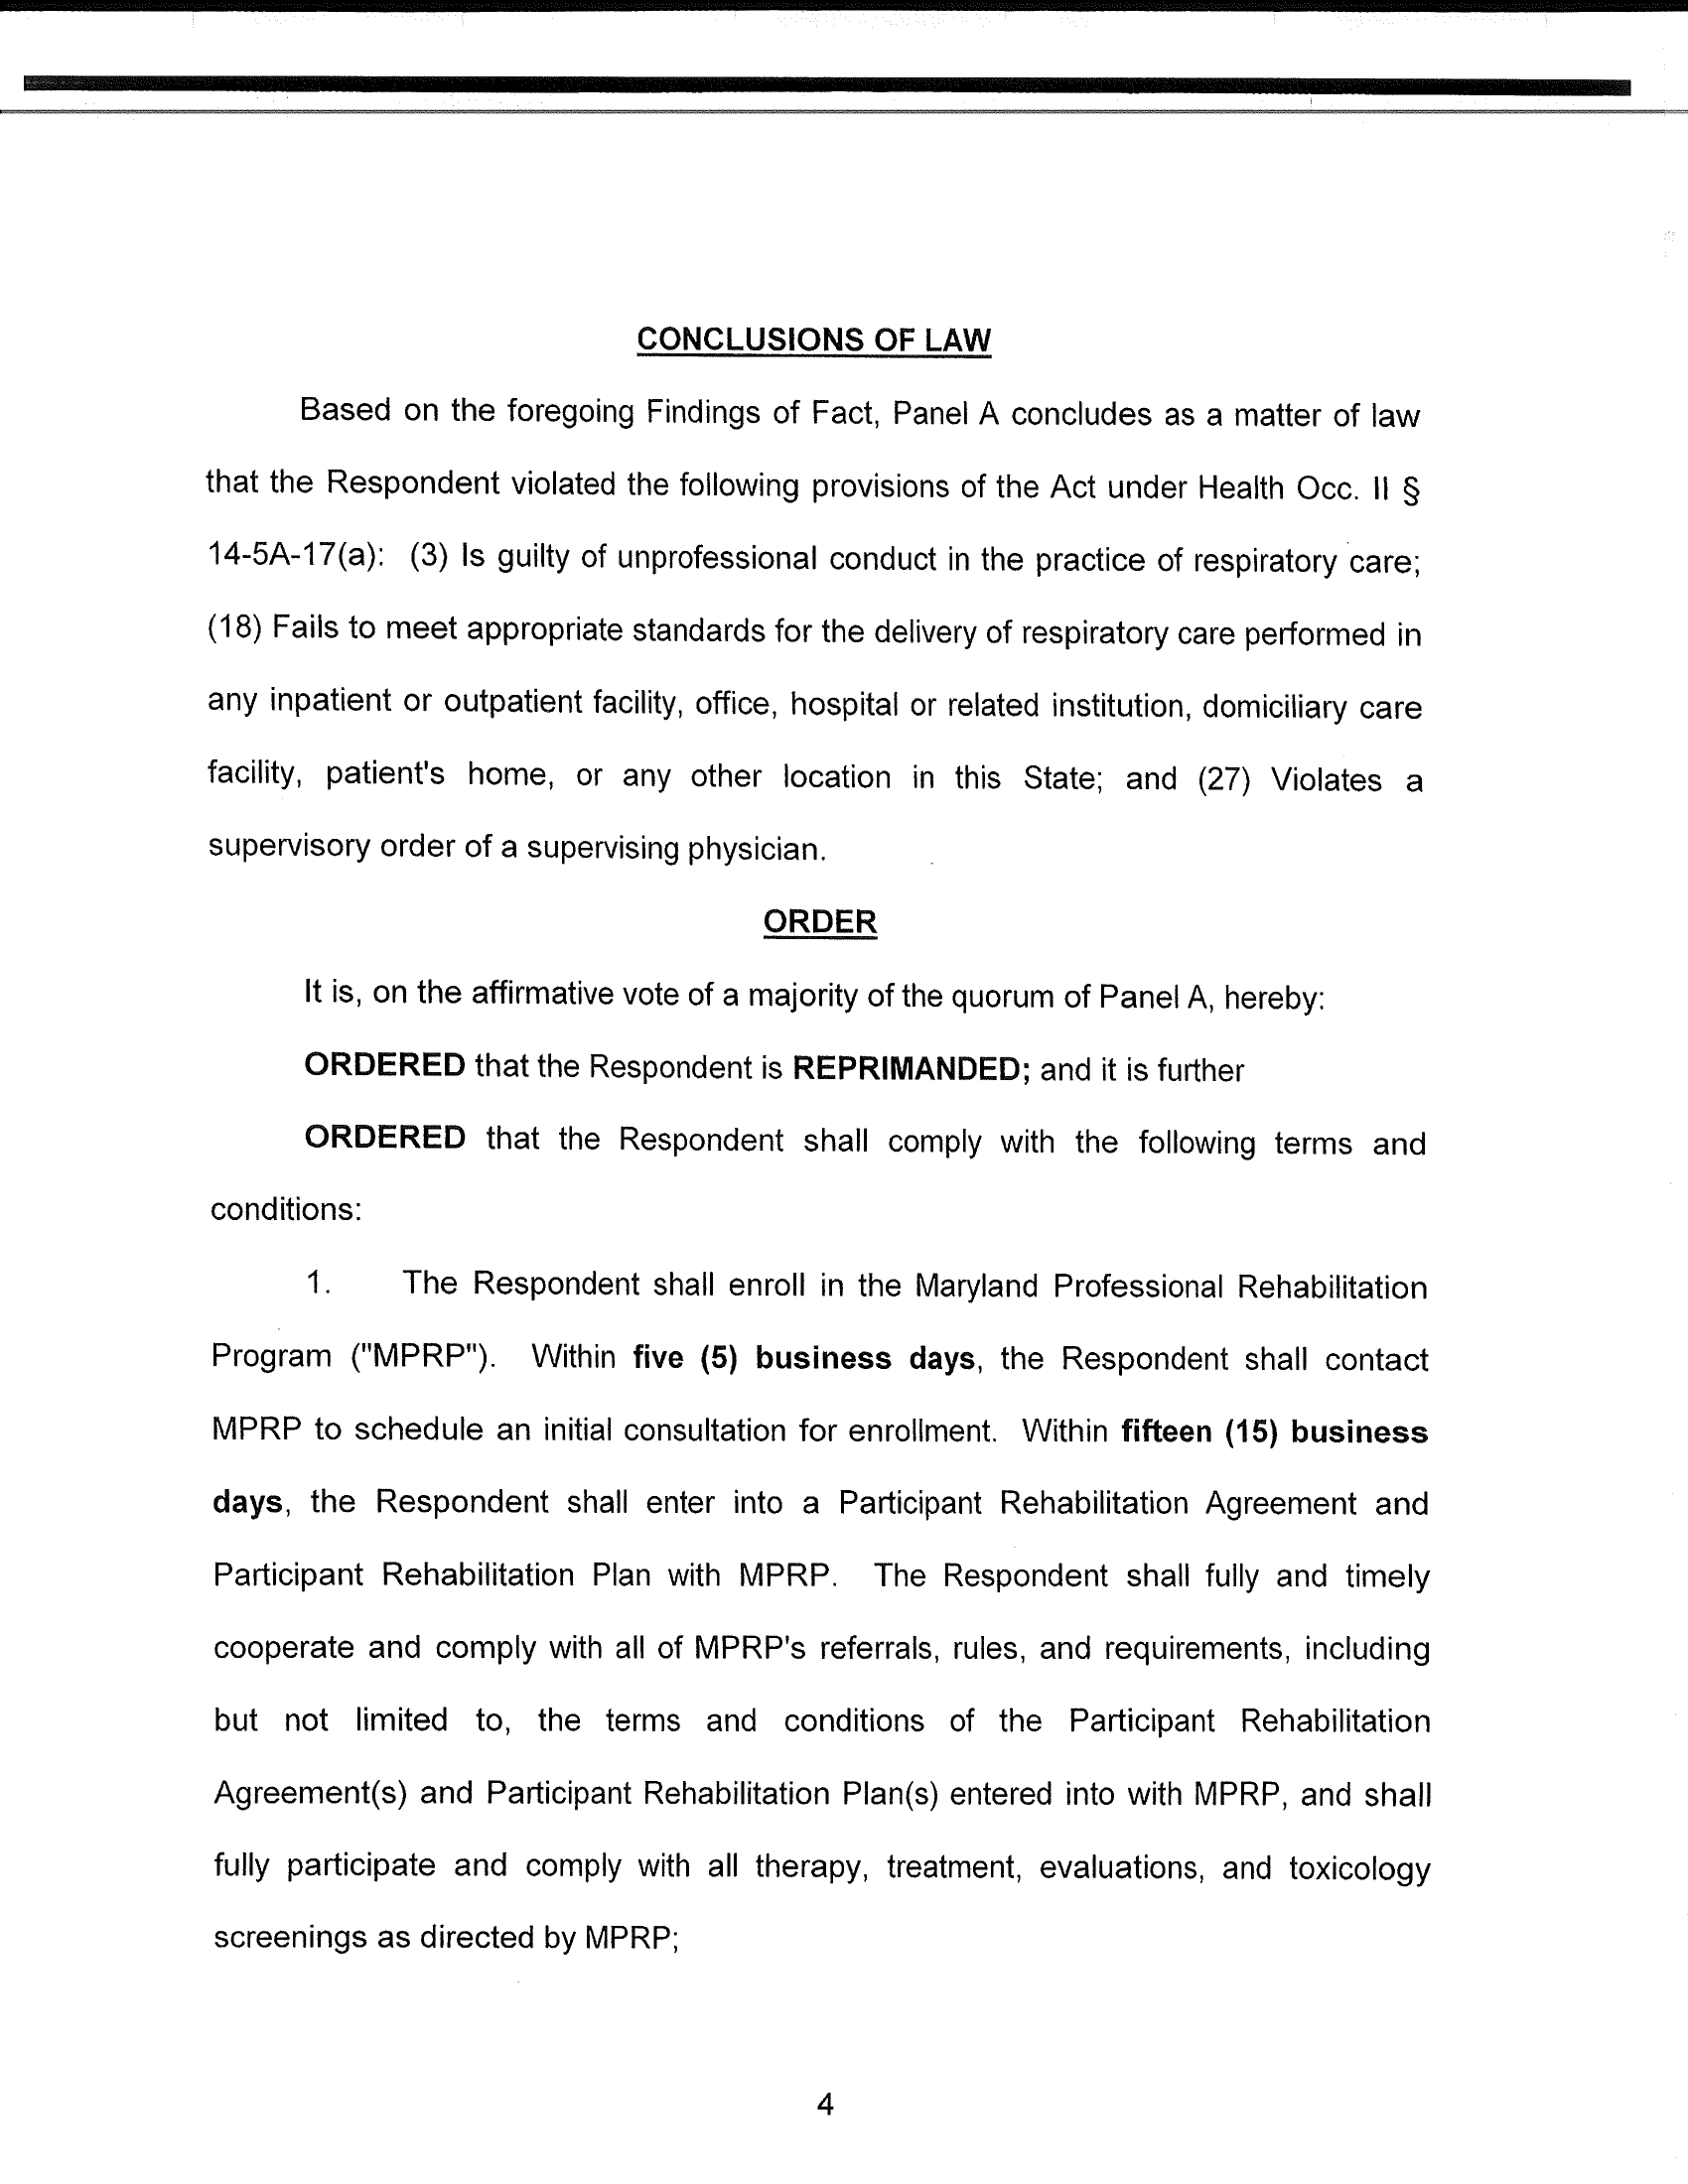 CONCLUSIONS OF LAW
Based on the foregoing Findings of Fact, Panel A concludes as a matter of law
that the Respondent violated the following provisions of the Act under Health Occ. II §
14-5A-17(a): (3) Is guilty of unprofessional conduct in the practice of respiratory care;
(18) Fails to meet appropriate standards for the delivery of respiratory care performed in
any inpatient or outpatient facility, office, hospital or related institution, domiciliary care
facility, patient's home, or any other location in this State; and (27) Violates a
supervisory order of a supervising physician.
ORDER
It is, on the affirmative vote of a majority of the quorum of Panel A, hereby:
ORDERED that the Respondent is REPRIMANDED; and it is further
ORDERED that the Respondent shall comply with the following terms and
conditions:
1. The Respondent shall enroll in the Maryland Professional Rehabilitation
Program ("MPRP"). Within five (5) business days, the Respondent shall contact
MPRP to schedule an initial consultation for enrollment. Within fifteen (15) business
days, the Respondent shall enter into a Participant Rehabilitation Agreement and
Participant Rehabilitation Plan with MPRP. The Respondent shall fully and timely
cooperate and comply with all of MPRP's referrals, rules, and requirements, including
but not limited to, the terms and conditions of the Participant Rehabilitation
Agreement(s) and Participant Rehabilitation Plan(s) entered into with MPRP, and shall
fully participate and comply with all therapy, treatment, evaluations, and toxicology
screenings as directed by MPRP;
4